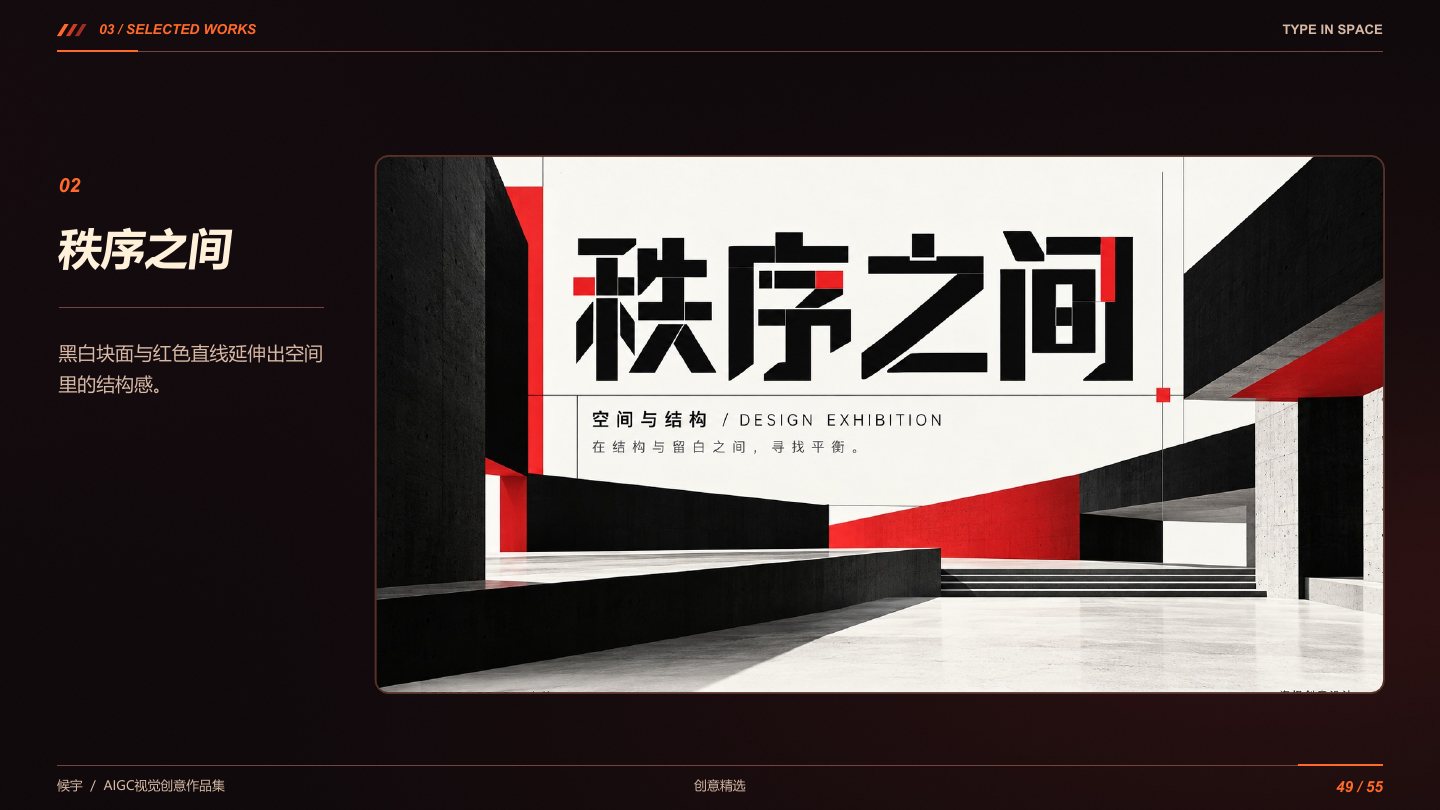 03 / SELECTED WORKS
TYPE IN SPACE
02
秩序之间
黑白块面与红色直线延伸出空间
里的结构感。
秩序之间
空间与结构 / DESIGN EXHIBITION
在结构与留白之间，寻找平衡。
候宇 / AIGC视觉创意作品集
创意精选
49 / 55